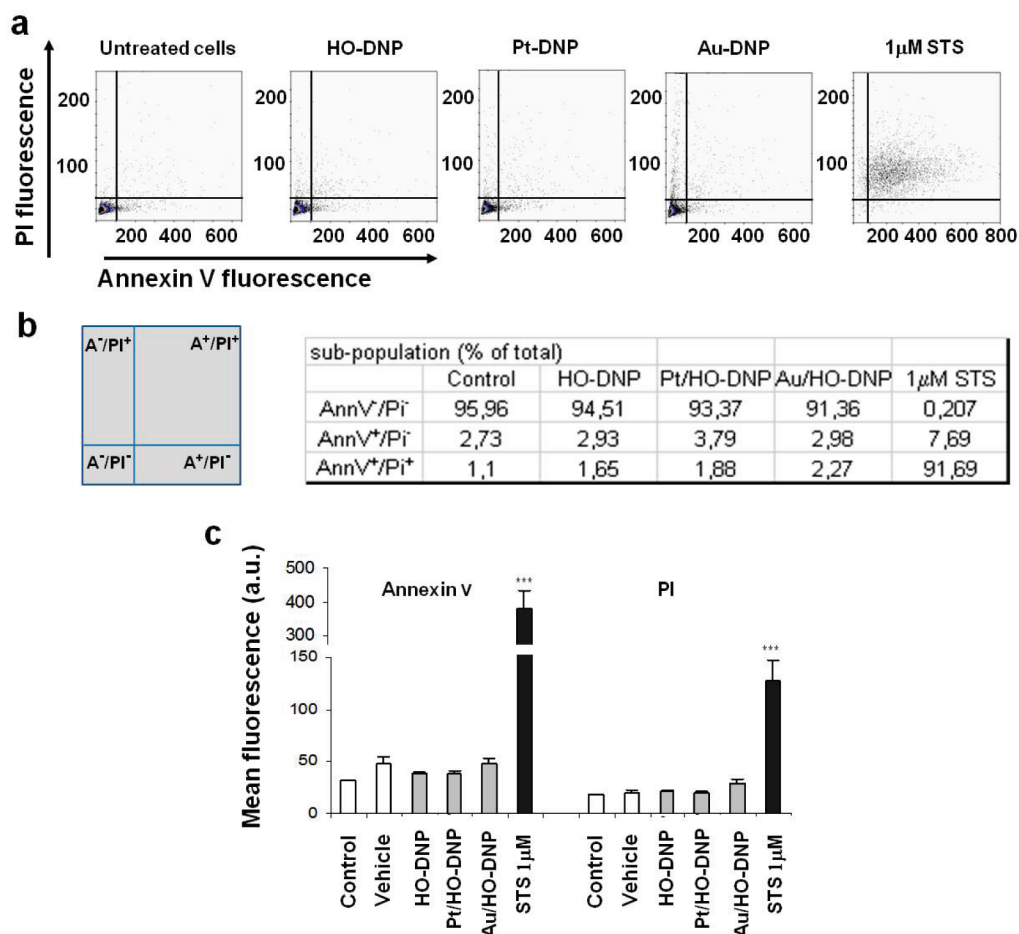 a
Untreated cells HO-DNP Pt-DNP Au-DNP 1μM STS
PI fluorescence
200 200 200 200 200
100 100 100 100 100
200 400 600 200 400 600 200 400 600 200 400 600 200 400 600 800
Annexin V fluorescence
b
A⁻/PI⁺ A⁺/PI⁺
A⁻/PI⁻ A⁺/PI⁻
sub-population (% of total)
Control HO-DNP Pt/HO-DNP Au/HO-DNP 1μM STS
AnnV⁻/Pi⁻ 95,96 94,51 93,37 91,36 0,207
AnnV⁺/Pi⁻ 2,73 2,93 3,79 2,98 7,69
AnnV⁺/Pi⁺ 1,1 1,65 1,88 2,27 91,69
c
Mean fluorescence (a.u.)
500
400
300
150
100
50
0
Annexin V PI
*** ***
Control Vehicle HO-DNP Pt/HO-DNP Au/HO-DNP STS 1μM Control Vehicle HO-DNP Pt/HO-DNP Au/HO-DNP STS 1μM